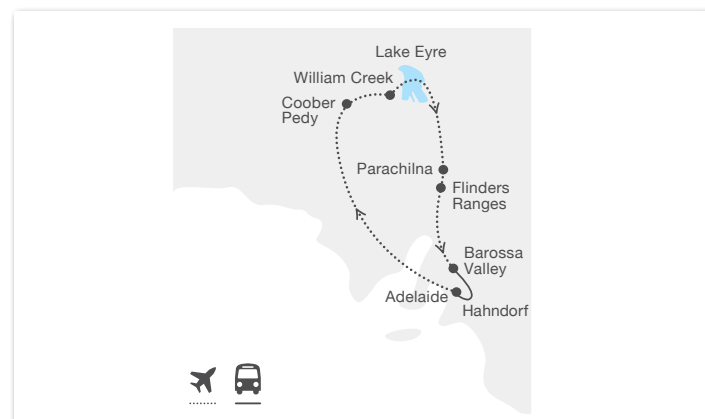 Lake Eyre
William Creek
Coober
Pedy
Parachilna
Flinders
Ranges
Barossa
Valley
Adelaide
Hahndorf